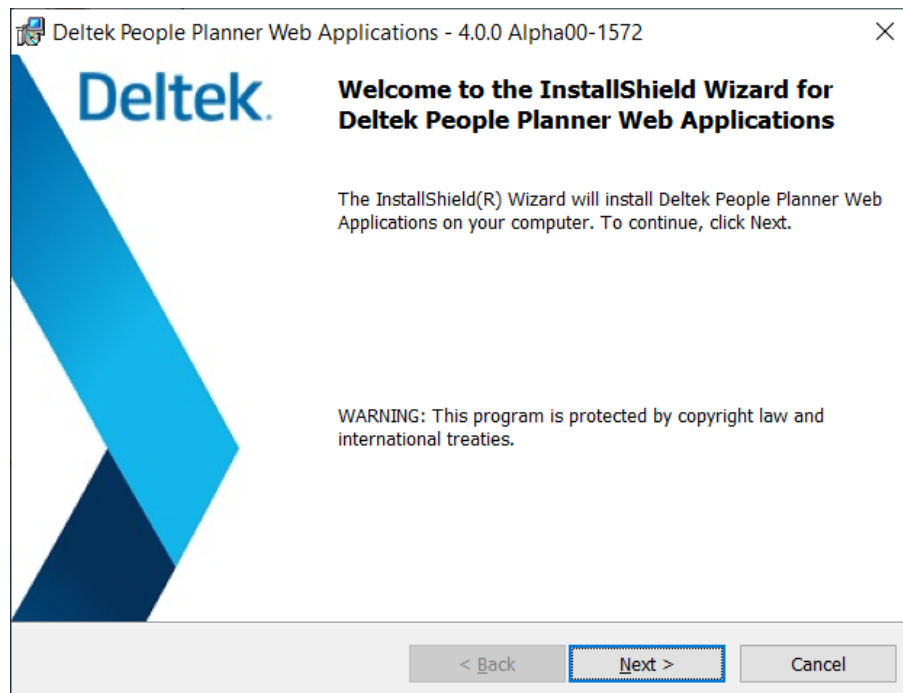 Deltek People Planner Web Applications - 4.0.0 Alpha00-1572
Deltek.
Welcome to the InstallShield Wizard for
Deltek People Planner Web Applications
The InstallShield(R) Wizard will install Deltek People Planner Web
Applications on your computer. To continue, click Next.
WARNING: This program is protected by copyright law and
international treaties.
< Back
Next >
Cancel